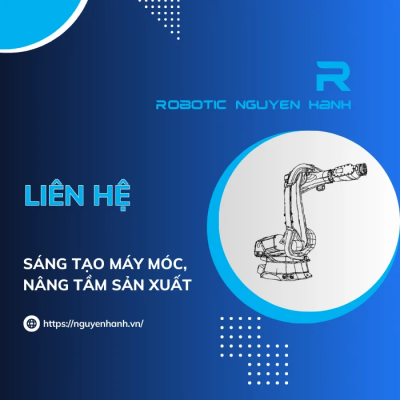 R
ROBOTIC NGUYEN HANH
LIÊN HỆ
SÁNG TẠO MÁY MÓC,
NÂNG TẦM SẢN XUẤT
https://nguyenhanh.vn/